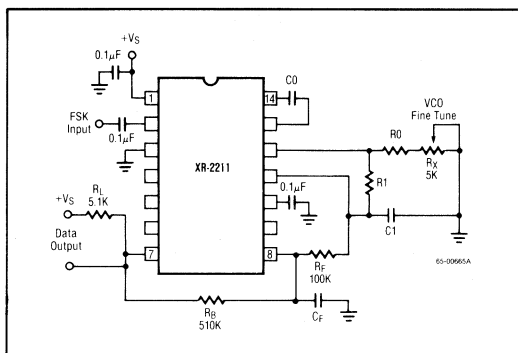 +VS
0.1μF
1
14
C0
FSK
Input
0.1μF
VCO
Fine Tune
R0
RX
5K
XR-2211
R1
0.1μF
+VS
RL
5.1K
C1
Data
Output
7
8
RF
100K
65-00665A
RB
510K
CF